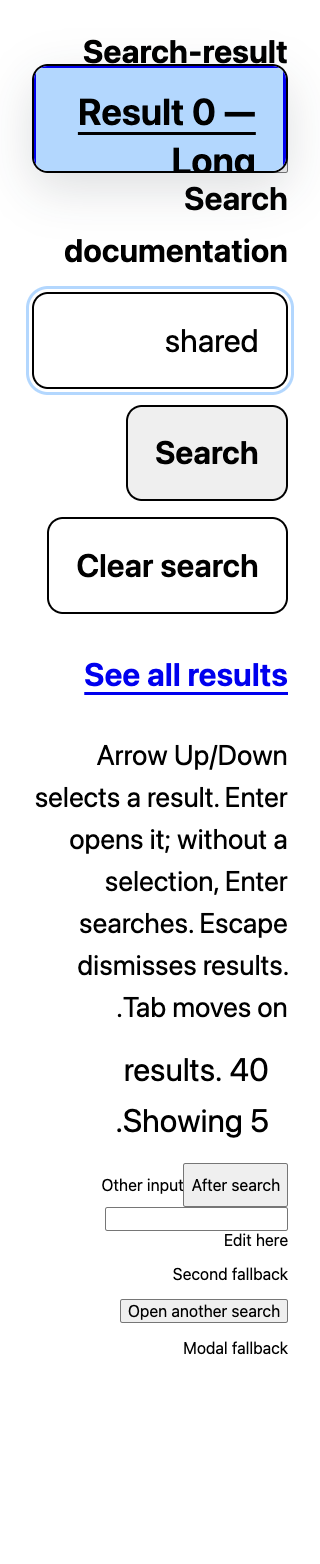 Search-result
Result 0 —
Long
Search
documentation
shared
Search
Clear search
See all results
Arrow Up/Down
selects a result. Enter
opens it; without a
selection, Enter
searches. Escape
dismisses results.
.Tab moves on
results. 40
.Showing 5
Other input After search
Edit here
Second fallback
Open another search
Modal fallback